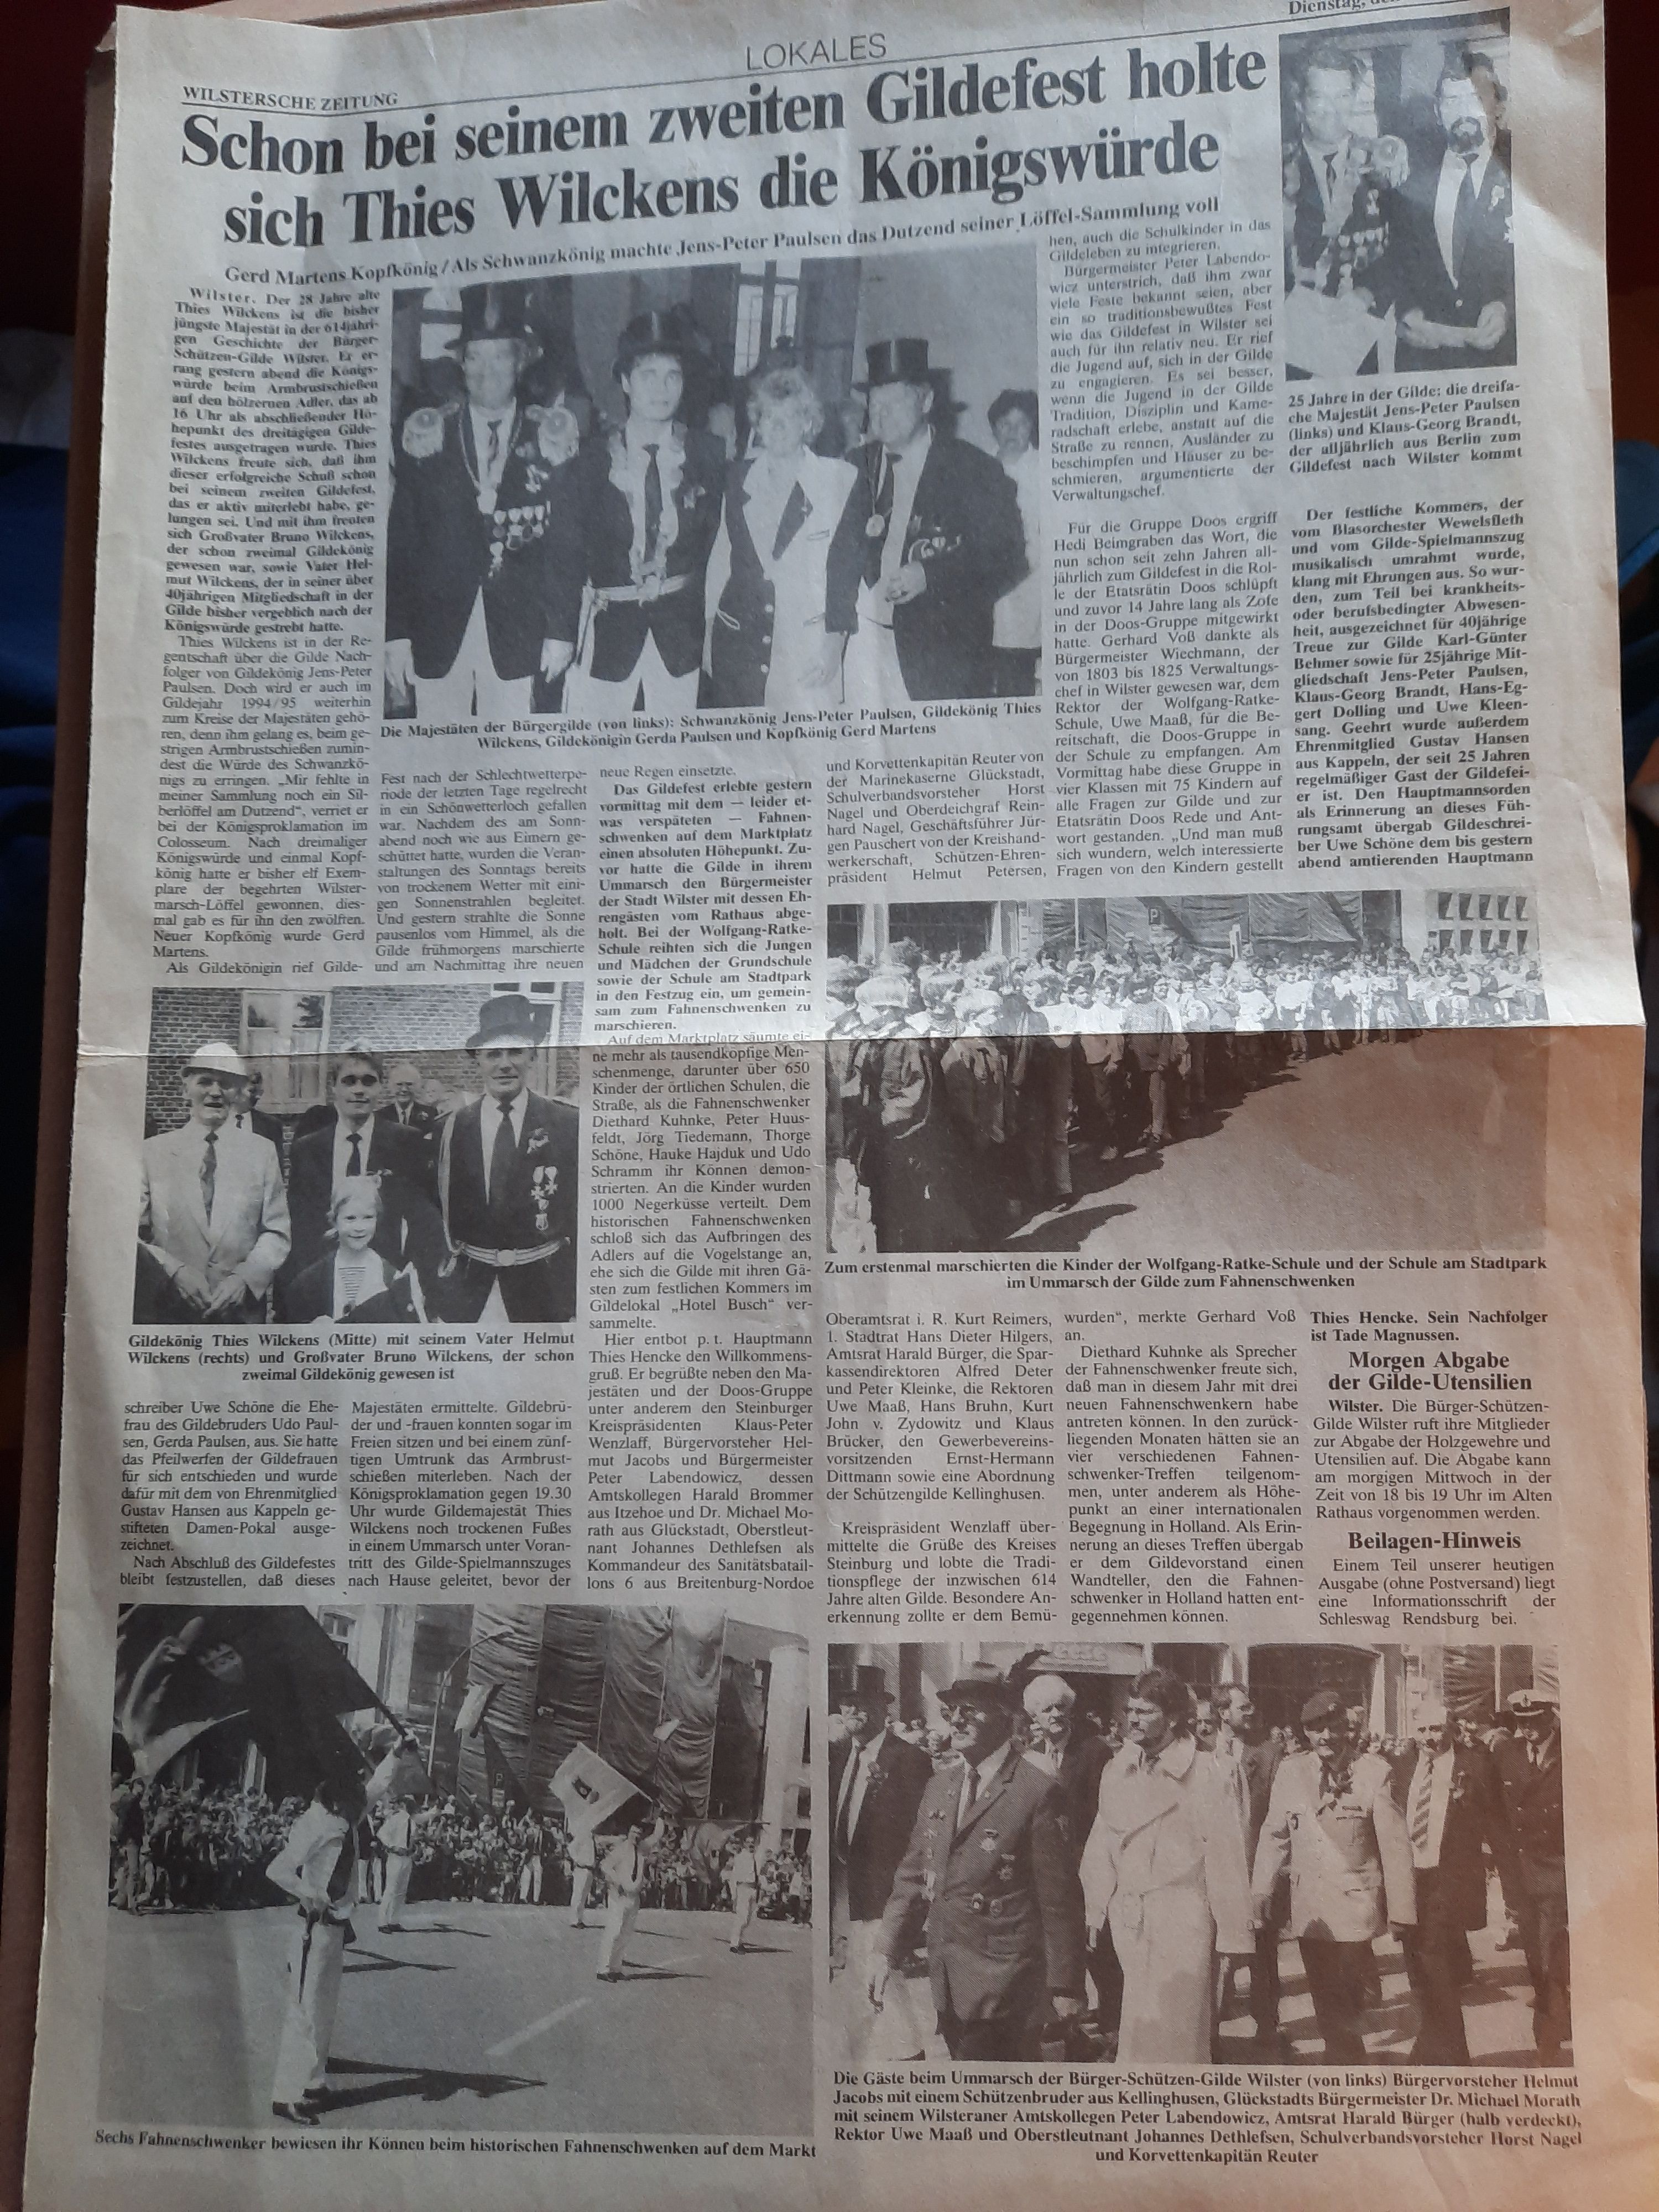 Dienstag,
LOKALES
WILSTERSCHE ZEITUNG
Schon bei seinem zweiten Gildefest holte
sich Thies Wilckens die Königswürde
Gerd Martens Kopfkönig / Als Schwanzkönig machte Jens-Peter Paulsen das Dutzend seiner Löffel-Sammlung voll
Wilster. Der 28 Jahre alte
Thies Wilckens ist die bisher
jüngste Majestät in der 614jähri-
gen Geschichte der Bürger-
Schützen-Gilde Wilster. Er er-
rang gestern abend die Königs-
würde beim Armbrustschießen
auf den hölzernen Adler, das ab
16 Uhr als abschließender Hö-
hepunkt des dreitägigen Gilde-
festes ausgetragen wurde. Thies
Wilckens freute sich, daß ihm
dieser erfolgreiche Schuß schon
bei seinem zweiten Gildefest,
das er aktiv miterlebt habe, ge-
lungen sei. Und mit ihm freuten
sich Großvater Bruno Wilckens,
der schon zweimal Gildekönig
gewesen war, sowie Vater Hel-
mut Wilckens, der in seiner über
40jährigen Mitgliedschaft in der
Gilde bisher vergeblich nach der
Königswürde gestrebt hatte.
Thies Wilckens ist in der Re-
gentschaft über die Gilde Nach-
folger von Gildekönig Jens-Peter
Paulsen. Doch wird er auch im
Gildejahr 1994/95 weiterhin
zum Kreise der Majestäten gehö-
ren, denn ihm gelang es, beim ge-
strigen Armbrustschießen zumin-
dest die Würde des Schwanzkö-
nigs zu erringen. „Mir fehlte in
meiner Sammlung noch ein Sil-
berlöffel am Dutzend“, verriet er
bei der Königsproklamation im
Colosseum. Nach dreimaliger
Königswürde und einmal Kopf-
könig hatte er bisher elf Exem-
plare der begehrten Wilster-
marsch-Löffel gewonnen, dies-
mal gab es für ihn den zwölften.
Neuer Kopfkönig wurde Gerd
Martens.
Als Gildekönigin rief Gilde-
Die Majestäten der Bürgergilde (von links): Schwanzkönig Jens-Peter Paulsen, Gildekönig Thies
Wilckens, Gildekönigin Gerda Paulsen und Kopfkönig Gerd Martens
Gildekönig Thies Wilckens (Mitte) mit seinem Vater Helmut
Wilckens (rechts) und Großvater Bruno Wilckens, der schon
zweimal Gildekönig gewesen ist
schreiber Uwe Schöne die Ehe-
frau des Gildebruders Udo Paul-
sen, Gerda Paulsen, aus. Sie hatte
das Pfeilwerfen der Gildefrauen
für sich entschieden und wurde
dafür mit dem von Ehrenmitglied
Gustav Hansen aus Kappeln ge-
stifteten Damen-Pokal ausge-
zeichnet.
Nach Abschluß des Gildefestes
bleibt festzustellen, daß dieses
Fest nach der Schlechtwetterpe-
riode der letzten Tage regelrecht
in ein Schönwetterloch gefallen
war. Nachdem des am Sonn-
abend noch wie aus Eimern ge-
schüttet hatte, wurden die Veran-
staltungen des Sonntags bereits
von trockenem Wetter mit eini-
gen Sonnenstrahlen begleitet.
Und gestern strahlte die Sonne
pausenlos vom Himmel, als die
Gilde frühmorgens marschierte
und am Nachmittag ihre neuen
Majestäten ermittelte. Gildebrü-
der und -frauen konnten sogar im
Freien sitzen und bei einem zünf-
tigen Umtrunk das Armbrust-
schießen miterleben. Nach der
Königsproklamation gegen 19.30
Uhr wurde Gildemajestät Thies
Wilckens noch trockenen Fußes
in einem Ummarsch unter Voran-
tritt des Gilde-Spielmannszuges
nach Hause geleitet, bevor der
neue Regen einsetzte.
Das Gildefest erlebte gestern
vormittag mit dem — leider et-
was verspäteten — Fahnen-
schwenken auf dem Marktplatz
einen absoluten Höhepunkt. Zu-
vor hatte die Gilde in ihrem
Ummarsch den Bürgermeister
der Stadt Wilster mit dessen Eh-
rengästen vom Rathaus abge-
holt. Bei der Wolfgang-Ratke-
Schule reihten sich die Jungen
und Mädchen der Grundschule
sowie der Schule am Stadtpark
in den Festzug ein, um gemein-
sam zum Fahnenschwenken zu
marschieren.
Auf dem Marktplatz säumte ei-
ne mehr als tausendköpfige Men-
schenmenge, darunter über 650
Kinder der örtlichen Schulen, die
Straße, als die Fahnenschwenker
Diethard Kuhnke, Peter Huus-
feldt, Jörg Tiedemann, Thorge
Schöne, Hauke Hajduk und Udo
Schramm ihr Können demon-
strierten. An die Kinder wurden
1000 Negerküsse verteilt. Dem
historischen Fahnenschwenken
schloß sich das Aufbringen des
Adlers auf die Vogelstange an,
ehe sich die Gilde mit ihren Gä-
sten zum festlichen Kommers im
Gildelokal „Hotel Busch“ ver-
sammelte.
Hier entbot p. t. Hauptmann
Thies Hencke den Willkommens-
gruß. Er begrüßte neben den Ma-
jestäten und der Doos-Gruppe
unter anderem den Steinburger
Kreispräsidenten Klaus-Peter
Wenzlaff, Bürgervorsteher Hel-
mut Jacobs und Bürgermeister
Peter Labendowicz, dessen
Amtskollegen Harald Brommer
aus Itzehoe und Dr. Michael Mo-
rath aus Glückstadt, Oberstleut-
nant Johannes Dethlefsen als
Kommandeur des Sanitätsbatail-
lons 6 aus Breitenburg-Nordoe
und Korvettenkapitän Reuter von
der Marinekaserne Glückstadt,
Schulverbandsvorsteher Horst
Nagel und Oberdeichgraf Rein-
hard Nagel, Geschäftsführer Jür-
gen Pauschert von der Kreishand-
werkerschaft, Schützen-Ehren-
präsident Helmut Petersen,
P
Zum erstenmal marschierten die Kinder der Wolfgang-Ratke-Schule und der Schule am Stadtpark
im Ummarsch der Gilde zum Fahnenschwenken
Oberamtsrat i. R. Kurt Reimers,
1. Stadtrat Hans Dieter Hilgers,
Amtsrat Harald Bürger, die Spar-
kassendirektoren Alfred Deter
und Peter Kleinke, die Rektoren
Uwe Maaß, Hans Bruhn, Kurt
John v. Zydowitz und Klaus
Brücker, den Gewerbevereins-
vorsitzenden Ernst-Hermann
Dittmann sowie eine Abordnung
der Schützengilde Kellinghusen.
Kreispräsident Wenzlaff über-
mittelte die Grüße des Kreises
Steinburg und lobte die Tradi-
tionspflege der inzwischen 614
Jahre alten Gilde. Besondere An-
erkennung zollte er dem Bemü-
hen, auch die Schulkinder in das
Gildeleben zu integrieren.
Bürgermeister Peter Labendo-
wicz unterstrich, daß ihm zwar
viele Feste bekannt seien, aber
ein so traditionsbewußtes Fest
wie das Gildefest in Wilster sei
auch für ihn relativ neu. Er rief
die Jugend auf, sich in der Gilde
zu engagieren. Es sei besser,
wenn die Jugend in der Gilde
Tradition, Disziplin und Kame-
radschaft erlebe, anstatt auf die
Straße zu rennen, Ausländer zu
beschimpfen und Häuser zu be-
schmieren, argumentierte der
Verwaltungschef.
Für die Gruppe Doos ergriff
Hedi Beimgraben das Wort, die
nun schon seit zehn Jahren all-
jährlich zum Gildefest in die Rol-
le der Etatsrätin Doos schlüpft
und zuvor 14 Jahre lang als Zofe
in der Doos-Gruppe mitgewirkt
hatte. Gerhard Voß dankte als
Bürgermeister Wiechmann, der
von 1803 bis 1825 Verwaltungs-
chef in Wilster gewesen war, dem
Rektor der Wolfgang-Ratke-
Schule, Uwe Maaß, für die Be-
reitschaft, die Doos-Gruppe in
der Schule zu empfangen. Am
Vormittag habe diese Gruppe in
vier Klassen mit 75 Kindern auf
alle Fragen zur Gilde und zur
Etatsrätin Doos Rede und Ant-
wort gestanden. „Und man muß
sich wundern, welch interessierte
Fragen von den Kindern gestellt
wurden“, merkte Gerhard Voß
an.
Diethard Kuhnke als Sprecher
der Fahnenschwenker freute sich,
daß man in diesem Jahr mit drei
neuen Fahnenschwenkern habe
antreten können. In den zurück-
liegenden Monaten hätten sie an
vier verschiedenen Fahnen-
schwenker-Treffen teilgenom-
men, unter anderem als Höhe-
punkt an einer internationalen
Begegnung in Holland. Als Erin-
nerung an dieses Treffen übergab
er dem Gildevorstand einen
Wandteller, den die Fahnen-
schwenker in Holland hatten ent-
gegennehmen können.
25 Jahre in der Gilde: die dreifa-
che Majestät Jens-Peter Paulsen
(links) und Klaus-Georg Brandt,
der alljährlich aus Berlin zum
Gildefest nach Wilster kommt
Der festliche Kommers, der
vom Blasorchester Wewelsfleth
und vom Gilde-Spielmannszug
musikalisch umrahmt wurde,
klang mit Ehrungen aus. So wur-
den, zum Teil bei krankheits-
oder berufsbedingter Abwesen-
heit, ausgezeichnet für 40jährige
Treue zur Gilde Karl-Günter
Behmer sowie für 25jährige Mit-
gliedschaft Jens-Peter Paulsen,
Klaus-Georg Brandt, Hans-Eg-
gert Dolling und Uwe Kleen-
sang. Geehrt wurde außerdem
Ehrenmitglied Gustav Hansen
aus Kappeln, der seit 25 Jahren
regelmäßiger Gast der Gildefei-
er ist. Den Hauptmannsorden
als Erinnerung an dieses Füh-
rungsamt übergab Gildeschrei-
ber Uwe Schöne dem bis gestern
abend amtierenden Hauptmann
Thies Hencke. Sein Nachfolger
ist Tade Magnussen.
Morgen Abgabe
der Gilde-Utensilien
Wilster. Die Bürger-Schützen-
Gilde Wilster ruft ihre Mitglieder
zur Abgabe der Holzgewehre und
Utensilien auf. Die Abgabe kann
am morgigen Mittwoch in der
Zeit von 18 bis 19 Uhr im Alten
Rathaus vorgenommen werden.
Beilagen-Hinweis
Einem Teil unserer heutigen
Ausgabe (ohne Postversand) liegt
eine Informationsschrift der
Schleswag Rendsburg bei.
P
Sechs Fahnenschwenker bewiesen ihr Können beim historischen Fahnenschwenken auf dem Markt
Die Gäste beim Ummarsch der Bürger-Schützen-Gilde Wilster (von links) Bürgervorsteher Helmut
Jacobs mit einem Schützenbruder aus Kellinghusen, Glückstadts Bürgermeister Dr. Michael Morath
mit seinem Wilsteraner Amtskollegen Peter Labendowicz, Amtsrat Harald Bürger (halb verdeckt),
Rektor Uwe Maaß und Oberstleutnant Johannes Dethlefsen, Schulverbandsvorsteher Horst Nagel
und Korvettenkapitän Reuter